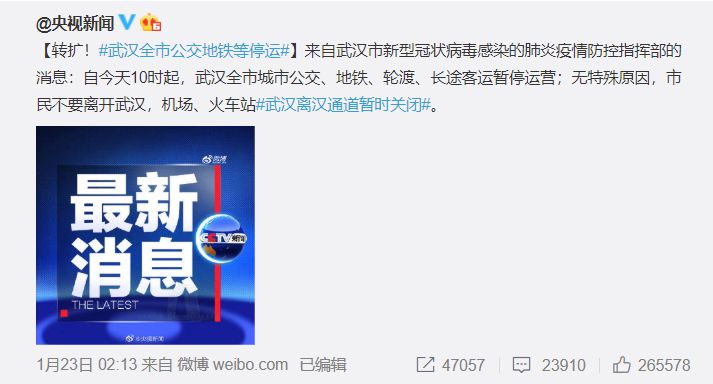 @央视新闻
【转扩！#武汉全市公交地铁等停运#】来自武汉市新型冠状病毒感染的肺炎疫情防控指挥部的
消息：自今天10时起，武汉全市城市公交、地铁、轮渡、长途客运暂停运营；无特殊原因，市
民不要离开武汉，机场、火车站#武汉离汉通道暂时关闭#。
微博
最新
消息
CCTV新闻
THE LATEST
@央视新闻
1月23日 02:13 来自 微博 weibo.com 已编辑 47057 23910 265578